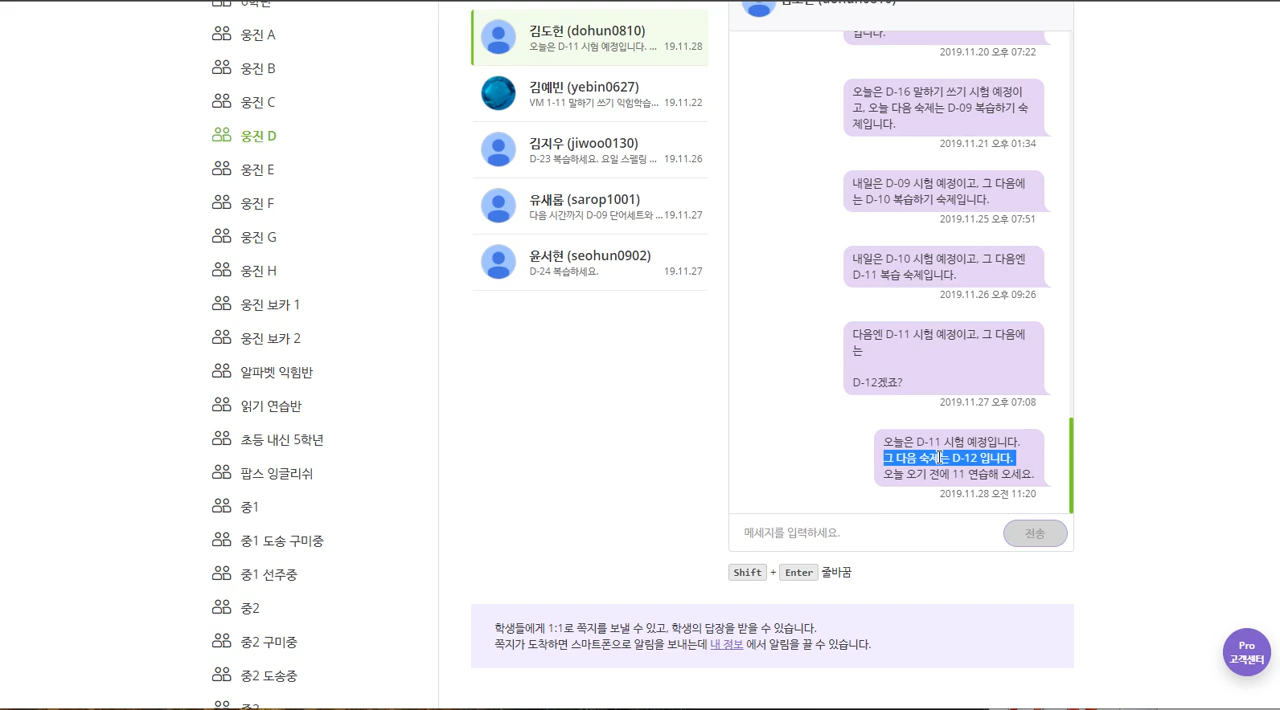 6학년
웅진 A
웅진 B
웅진 C
웅진 D
웅진 E
웅진 F
웅진 G
웅진 H
웅진 보카 1
웅진 보카 2
알파벳 익힘반
읽기 연습반
초등 내신 5학년
팝스 잉글리쉬
중1
중1 도송 구미중
중1 선주중
중2
중2 구미중
중2 도송중
김도헌 (dohun0810)
오늘은 D-11 시험 예정입니다. ... 19.11.28
김예빈 (yebin0627)
VM 1-11 말하기 쓰기 익힘학습... 19.11.22
김지우 (jiwoo0130)
D-23 복습하세요. 요일 스펠링 ... 19.11.26
유새롭 (sarop1001)
다음 시간까지 D-09 단어세트와 ... 19.11.27
윤서현 (seohun0902)
D-24 복습하세요. 19.11.27
입니다.
2019.11.20 오후 07:22
오늘은 D-16 말하기 쓰기 시험 예정이
고, 오늘 다음 숙제는 D-09 복습하기 숙
제입니다.
2019.11.21 오후 01:34
내일은 D-09 시험 예정이고, 그 다음에
는 D-10 복습하기 숙제입니다.
2019.11.25 오후 07:51
내일은 D-10 시험 예정이고, 그 다음엔
D-11 복습 숙제입니다.
2019.11.26 오후 09:26
다음엔 D-11 시험 예정이고, 그 다음에
는
D-12겠죠?
2019.11.27 오후 07:08
오늘은 D-11 시험 예정입니다.
그 다음 숙제는 D-12 입니다.
오늘 오기 전에 11 연습해 오세요.
2019.11.28 오전 11:20
메세지를 입력하세요.
전송
Shift + Enter 줄바꿈
학생들에게 1:1로 쪽지를 보낼 수 있고, 학생의 답장을 받을 수 있습니다.
쪽지가 도착하면 스마트폰으로 알림을 보내는데 내 정보 에서 알림을 끌 수 있습니다.
Pro
고객센터